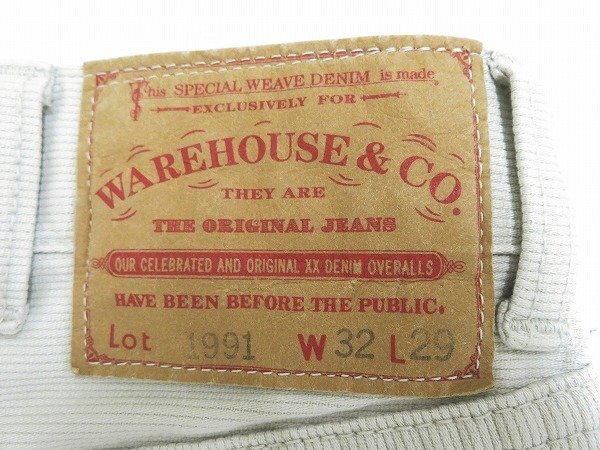 This SPECIAL WEAVE DENIM is made
EXCLUSIVELY FOR
WAREHOUSE & CO.
THEY ARE
THE ORIGINAL JEANS
OUR CELEBRATED AND ORIGINAL XX DENIM OVERALLS
HAVE BEEN BEFORE THE PUBLIC.
Lot 1991 W 32 L 29